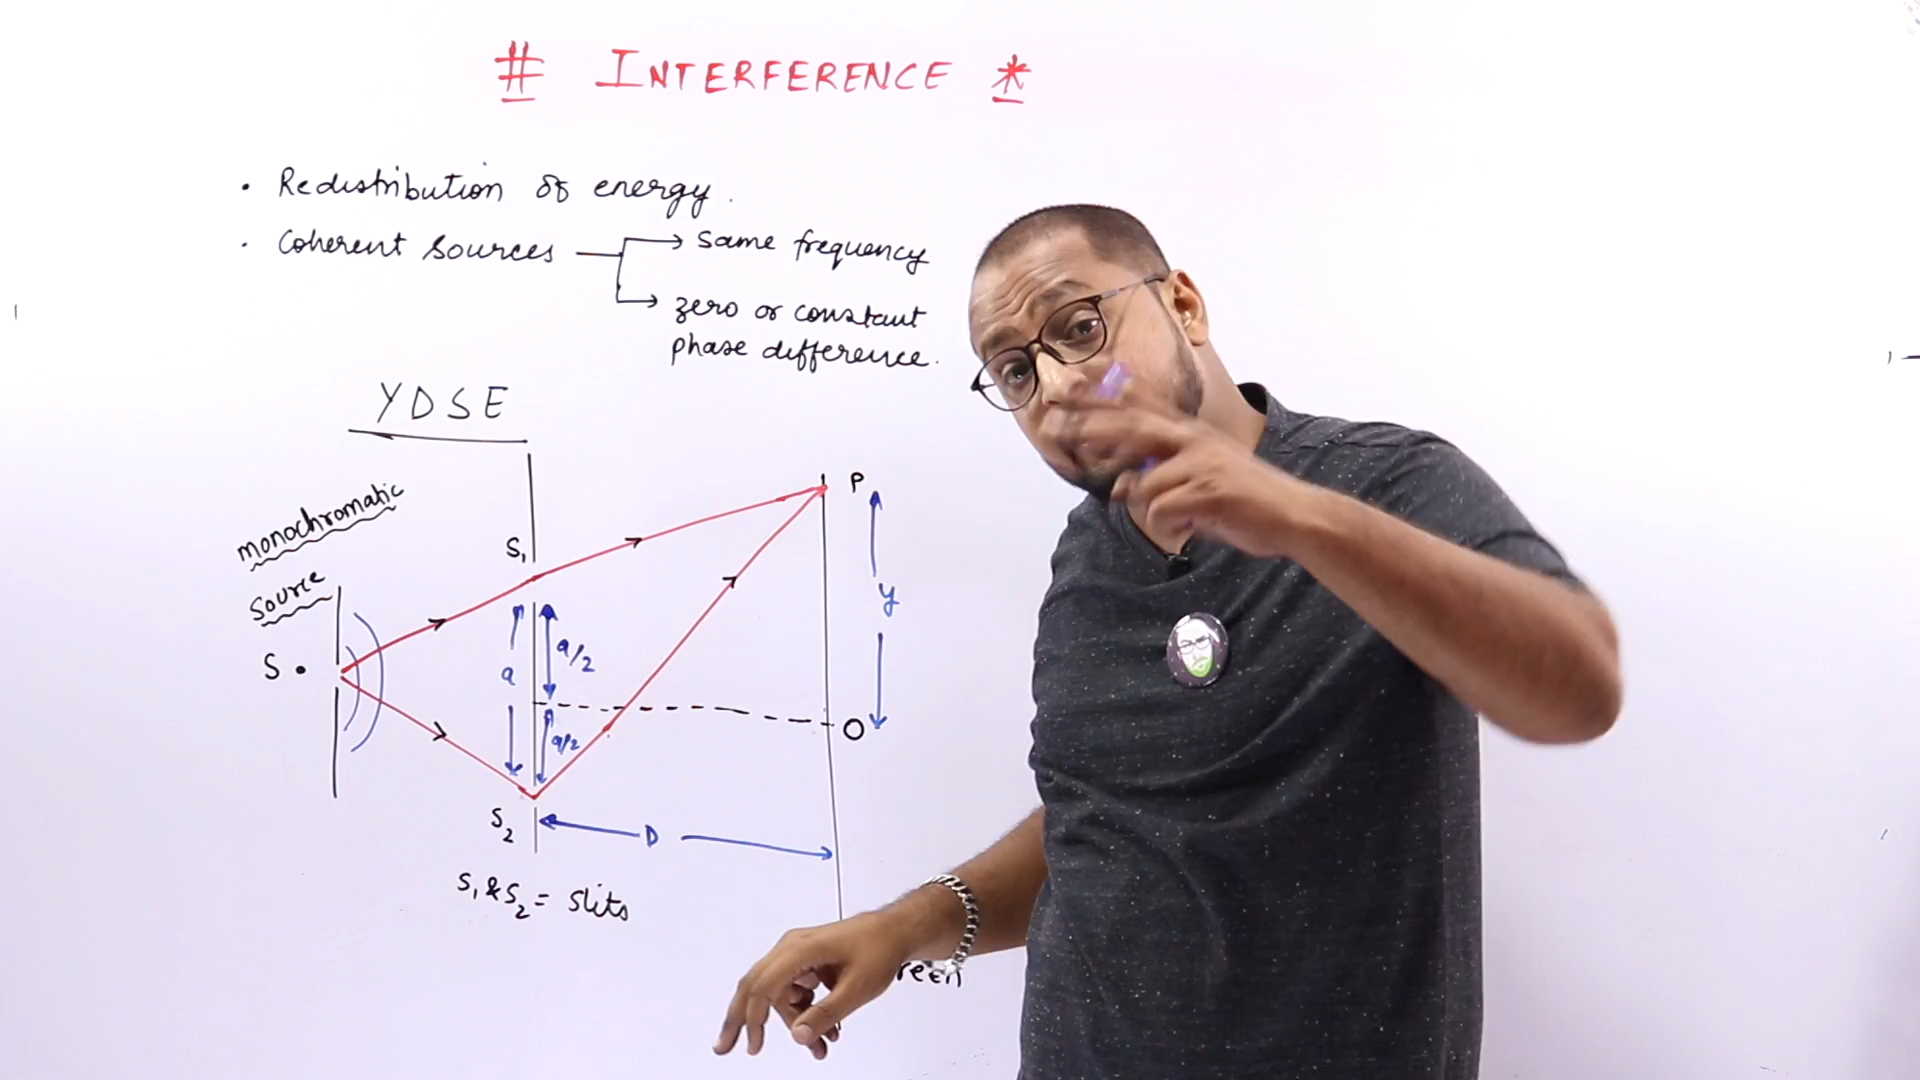 # INTERFERENCE *
• Redistribution of energy.
• Coherent sources → same frequency
→ zero or constant
phase difference.
YDSE
monochromatic
source
S
S₁
P
y
a
a/2
a/2
O
S₂
D
S₁ & S₂ = slits